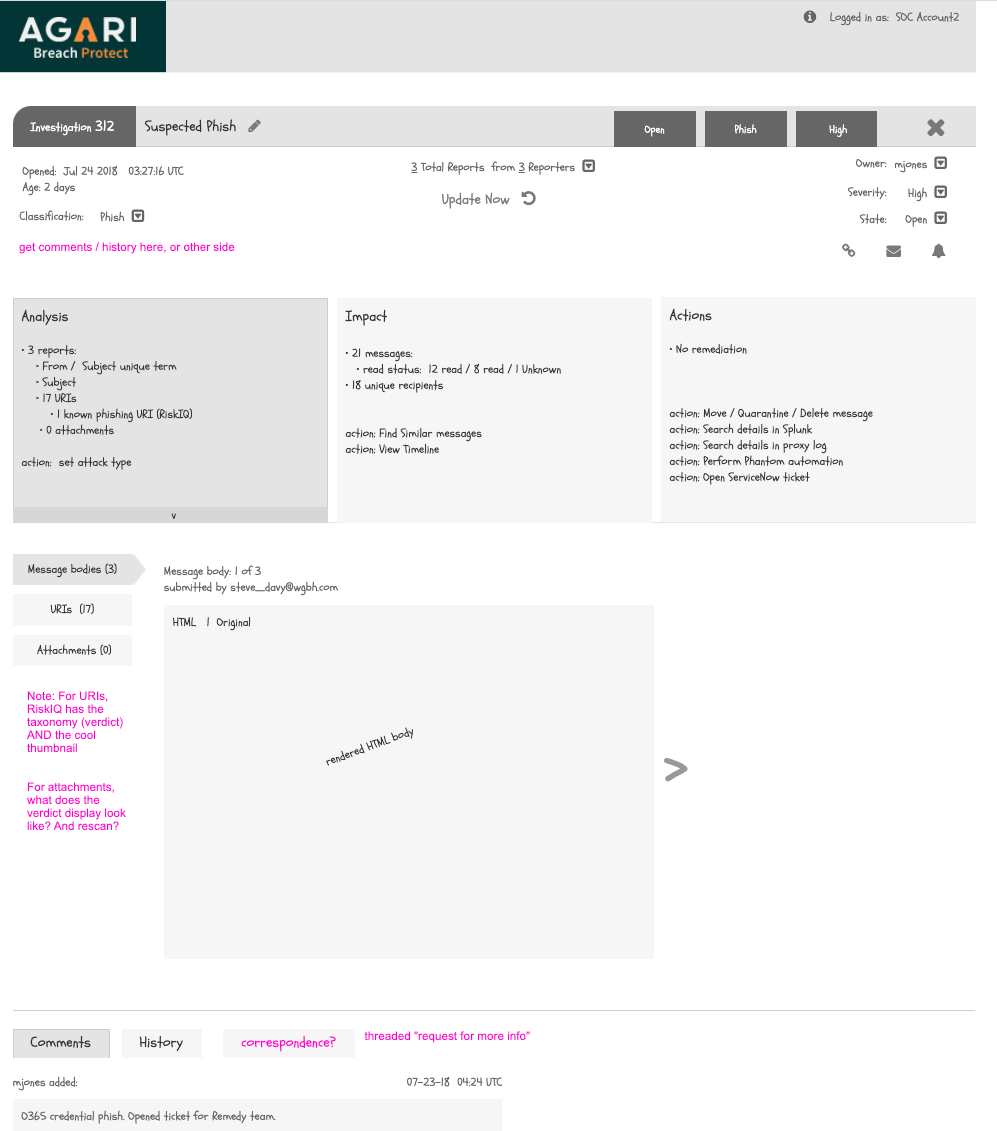 AGARI
Breach Protect
Logged in as: SOC Account2
Investigation 312
Suspected Phish
Open
Phish
High
Opened: Jul 24 2018 03:27:16 UTC
Age: 2 days
Classification: Phish
get comments / history here, or other side
3 Total Reports from 3 Reporters
Update Now
Owner: mjones
Severity: High
State: Open
Analysis
• 3 reports:
• From / Subject unique term
• Subject
• 17 URIs
• 1 known phishing URI (RiskIQ)
• 0 attachments
action: set attack type
v
Impact
• 21 messages:
• read status: 12 read / 8 read / 1 Unknown
• 18 unique recipients
action: Find Similar messages
action: View Timeline
Actions
• No remediation
action: Move / Quarantine / Delete message
action: Search details in Splunk
action: Search details in proxy log
action: Perform Phantom automation
action: Open ServiceNow ticket
Message bodies (3)
URIs (17)
Attachments (0)
Note: For URIs,
RiskIQ has the
taxonomy (verdict)
AND the cool
thumbnail
For attachments,
what does the
verdict display look
like? And rescan?
Message body: 1 of 3
submitted by steve_davy@wgbh.com
HTML | Original
rendered HTML body
>
Comments
History
correspondence?
threaded "request for more info"
mjones added:
07-23-18 04:24 UTC
O365 credential phish. Opened ticket for Remedy team.